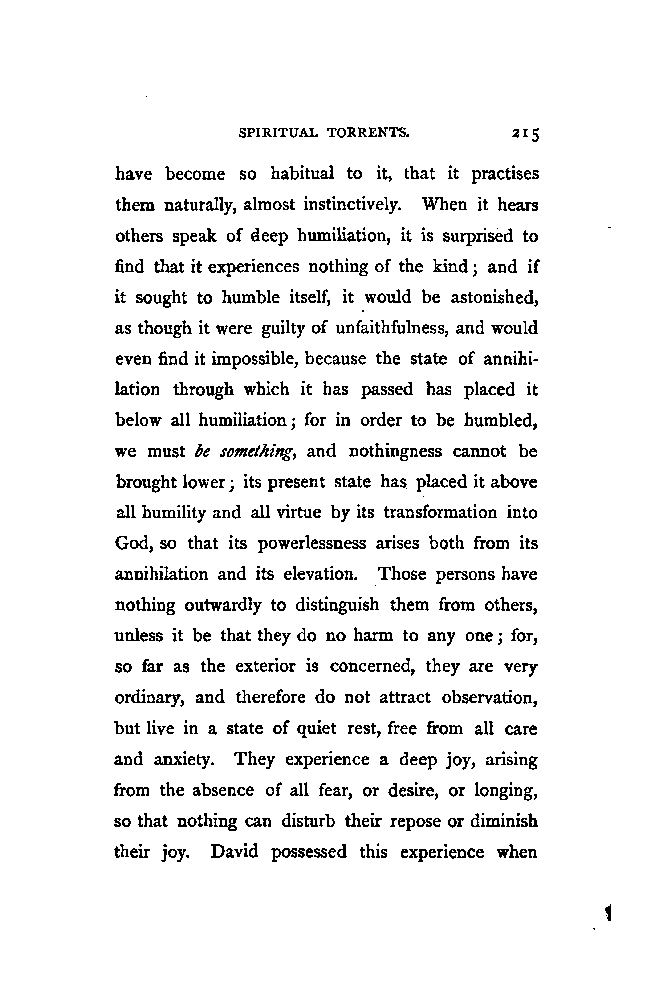 SPIRITUAL TORRENTS. 215
have become so habitual to it, that it practises
them naturally, almost instinctively. When it hears
others speak of deep humiliation, it is surprised to
find that it experiences nothing of the kind; and if
it sought to humble itself, it would be astonished,
as though it were guilty of unfaithfulness, and would
even find it impossible, because the state of annihi-
lation through which it has passed has placed it
below all humiliation; for in order to be humbled,
we must be something, and nothingness cannot be
brought lower; its present state has placed it above
all humility and all virtue by its transformation into
God, so that its powerlessness arises both from its
annihilation and its elevation. Those persons have
nothing outwardly to distinguish them from others,
unless it be that they do no harm to any one; for,
so far as the exterior is concerned, they are very
ordinary, and therefore do not attract observation,
but live in a state of quiet rest, free from all care
and anxiety. They experience a deep joy, arising
from the absence of all fear, or desire, or longing,
so that nothing can disturb their repose or diminish
their joy. David possessed this experience when